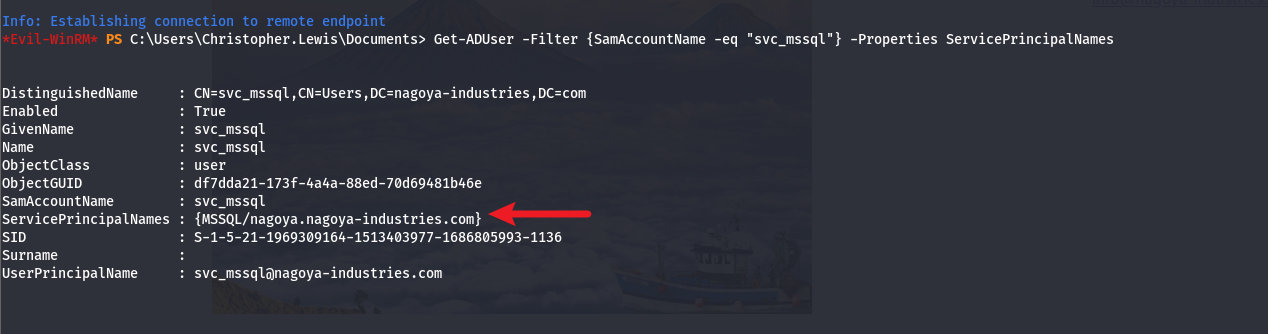 Info: Establishing connection to remote endpoint
*Evil-WinRM* PS C:\Users\Christopher.Lewis\Documents> Get-ADUser -Filter {SamAccountName -eq "svc_mssql"} -Properties ServicePrincipalNames
DistinguishedName     : CN=svc_mssql,CN=Users,DC=nagoya-industries,DC=com
Enabled               : True
GivenName             : svc_mssql
Name                  : svc_mssql
ObjectClass           : user
ObjectGUID            : df7dda21-173f-4a4a-88ed-70d69481b46e
SamAccountName        : svc_mssql
ServicePrincipalNames : {MSSQL/nagoya.nagoya-industries.com}
SID                   : S-1-5-21-1969309164-1513403977-1686805993-1136
Surname               :
UserPrincipalName     : svc_mssql@nagoya-industries.com